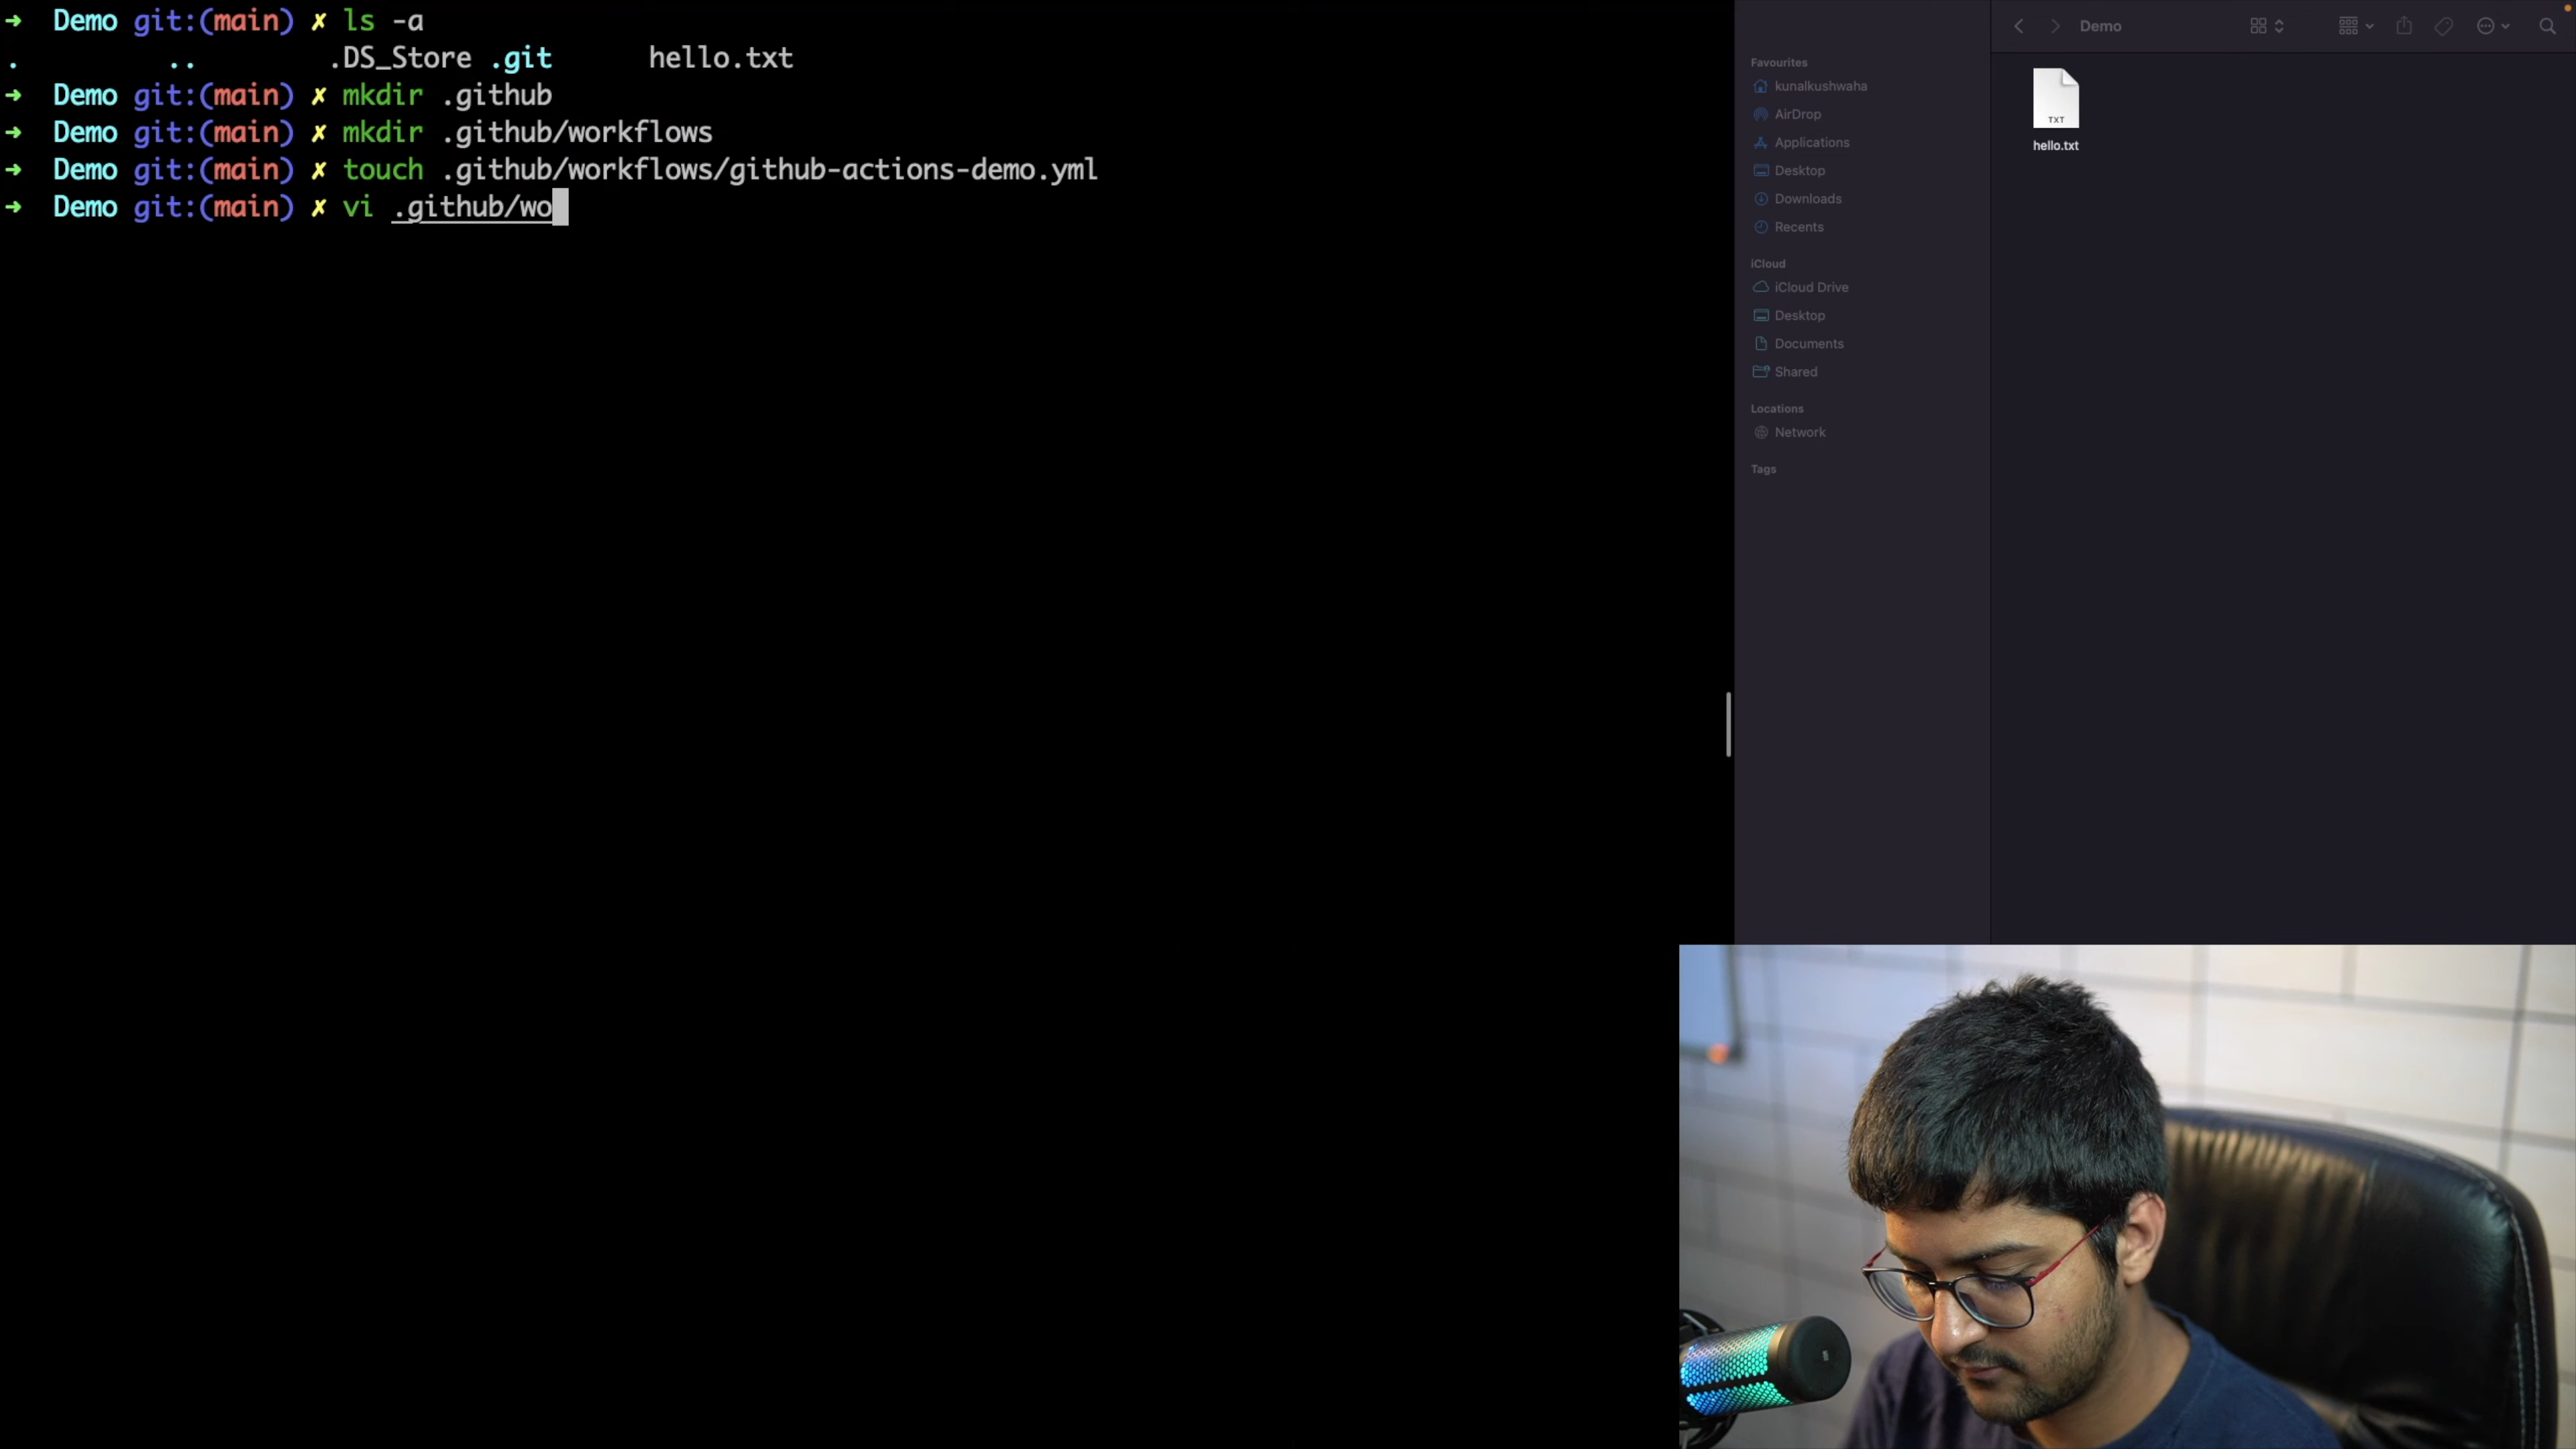 ➜ Demo git:(main) ✗ ls -a
. .. .DS_Store .git hello.txt
➜ Demo git:(main) ✗ mkdir .github
➜ Demo git:(main) ✗ mkdir .github/workflows
➜ Demo git:(main) ✗ touch .github/workflows/github-actions-demo.yml
➜ Demo git:(main) ✗ vi .github/wo
Demo
Favourites
kunalkushwaha
AirDrop
Applications
Desktop
Downloads
Recents
iCloud
iCloud Drive
Desktop
Documents
Shared
Locations
Network
Tags
TXT
hello.txt